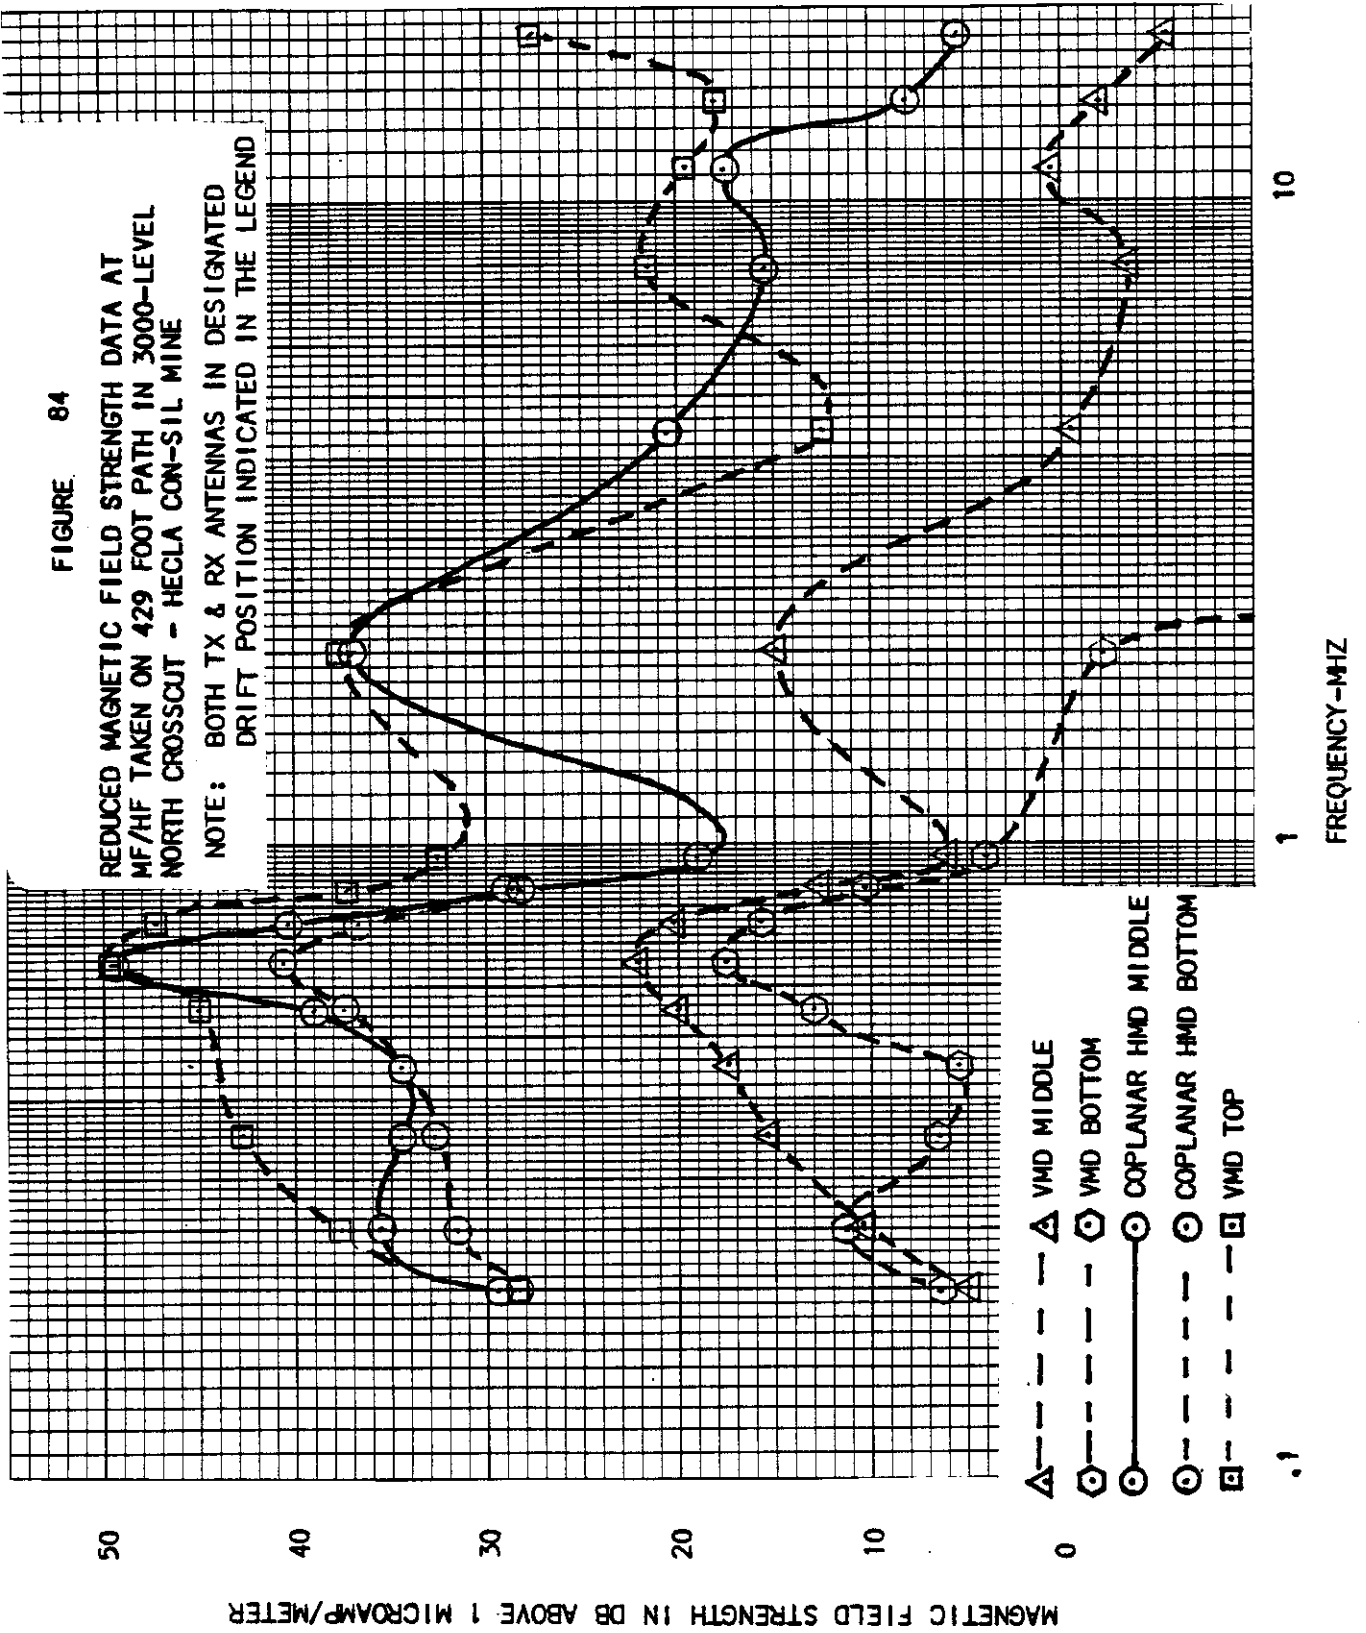 FIGURE 84
REDUCED MAGNETIC FIELD STRENGTH DATA AT
MF/HF TAKEN ON 429 FOOT PATH IN 3000-LEVEL
NORTH CROSSCUT - HECLA CON-SIL MINE
NOTE: BOTH TX & RX ANTENNAS IN DESIGNATED
DRIFT POSITION INDICATED IN THE LEGEND
MAGNETIC FIELD STRENGTH IN DB ABOVE 1 MICROAMP/METER
50
40
30
20
10
0
VMD MIDDLE
VMD BOTTOM
COPLANAR HMD MIDDLE
COPLANAR HMD BOTTOM
VMD TOP
.1
1
10
FREQUENCY-MHZ